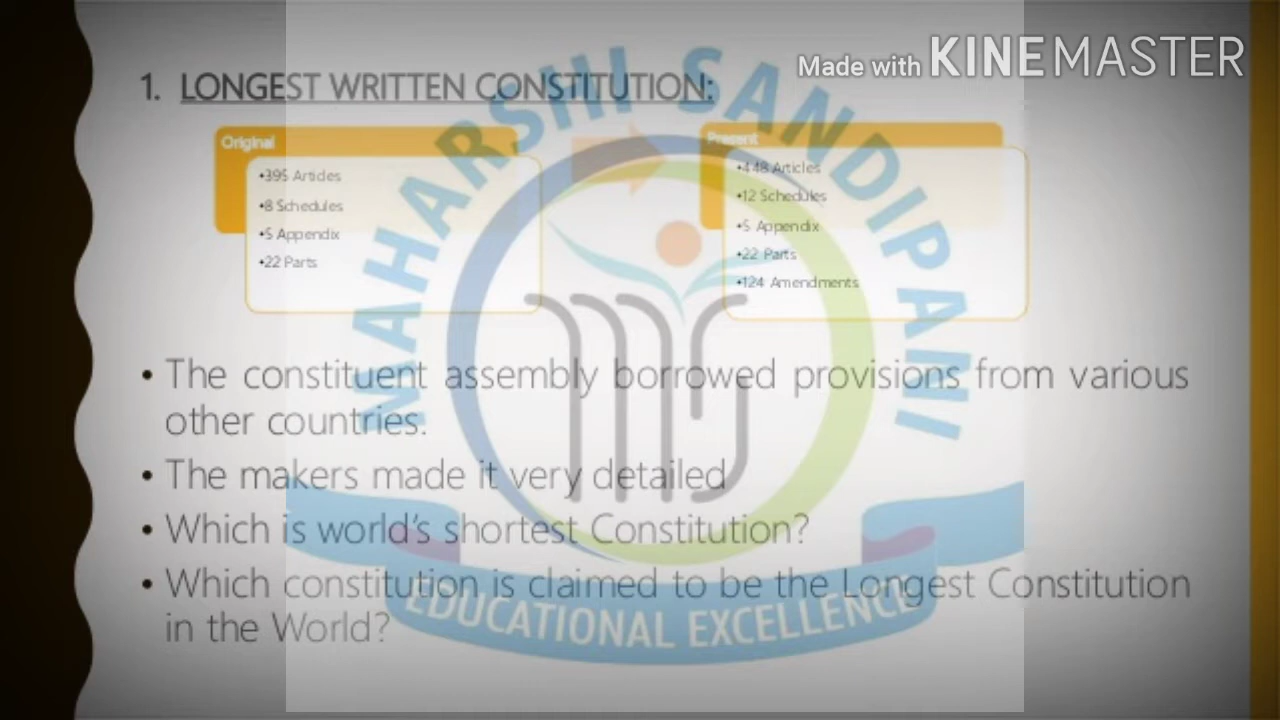 Made with KINEMASTER
1. LONGEST WRITTEN CONSTITUTION:
Original
•395 Articles
•8 Schedules
•5 Appendix
•22 Parts
Present
•448 Articles
•12 Schedules
•5 Appendix
•22 Parts
•124 Amendments
• The constituent assembly borrowed provisions from various
other countries.
• The makers made it very detailed
• Which is world's shortest Constitution?
• Which constitution is claimed to be the Longest Constitution
in the World?
MAHARSHI SANDIPANI
EDUCATIONAL EXCELLENCE